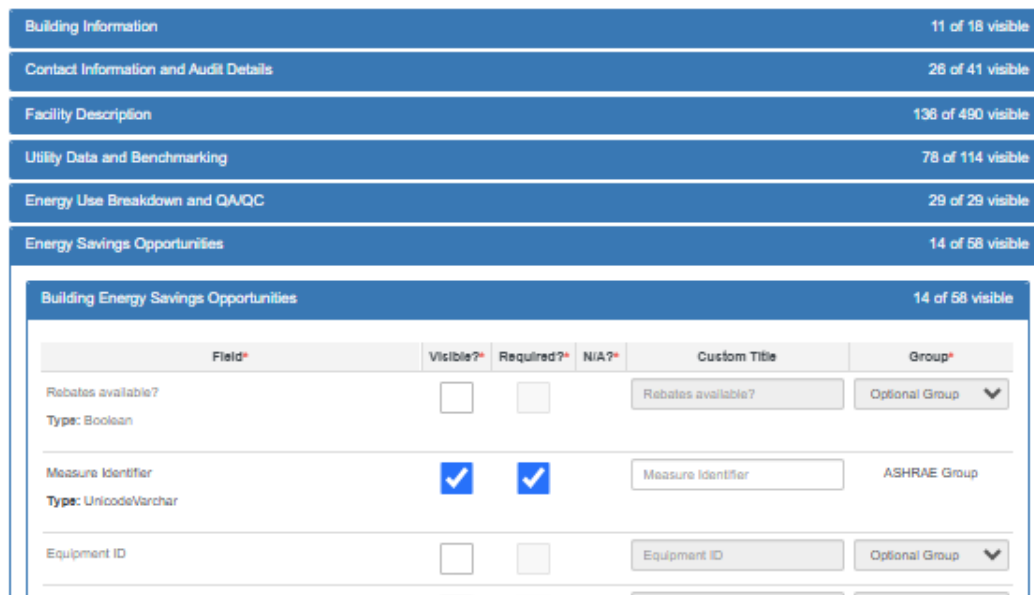 Building Information 11 of 18 visible
Contact Information and Audit Details 26 of 41 visible
Facility Description 136 of 490 visible
Utility Data and Benchmarking 78 of 114 visible
Energy Use Breakdown and QA/QC 29 of 29 visible
Energy Savings Opportunities 14 of 58 visible
Building Energy Savings Opportunities 14 of 58 visible
Field* Visible?* Required?* N/A?* Custom Title Group*
Rebates available? Rebates available? Optional Group
Type: Boolean
Measure Identifier Measure Identifier ASHRAE Group
Type: UnicodeVarchar
Equipment ID Equipment ID Optional Group